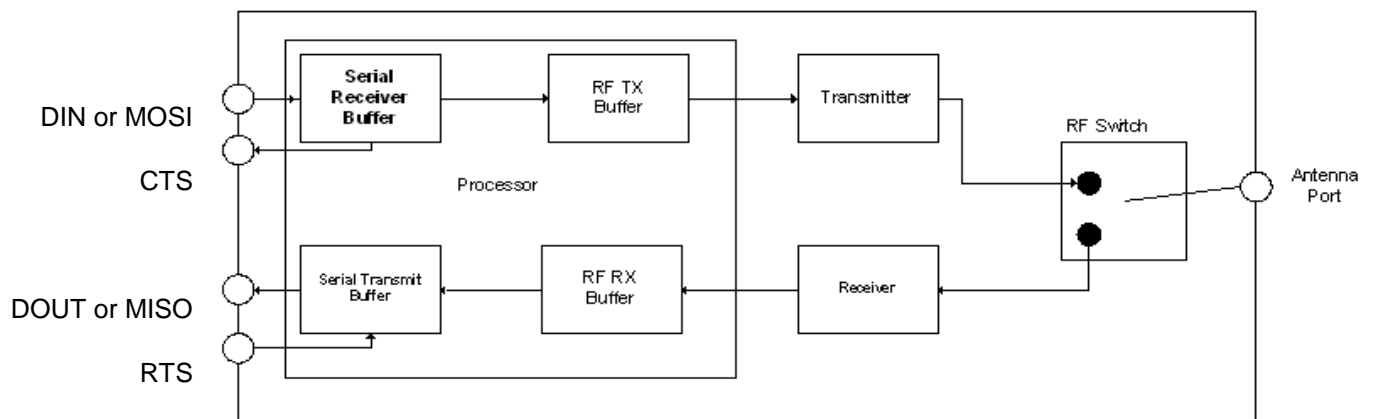 DIN or MOSI
CTS
DOUT or MISO
RTS
Serial
Receiver
Buffer
RF TX
Buffer
Transmitter
RF Switch
Antenna
Port
Processor
Serial Transmit
Buffer
RF RX
Buffer
Receiver